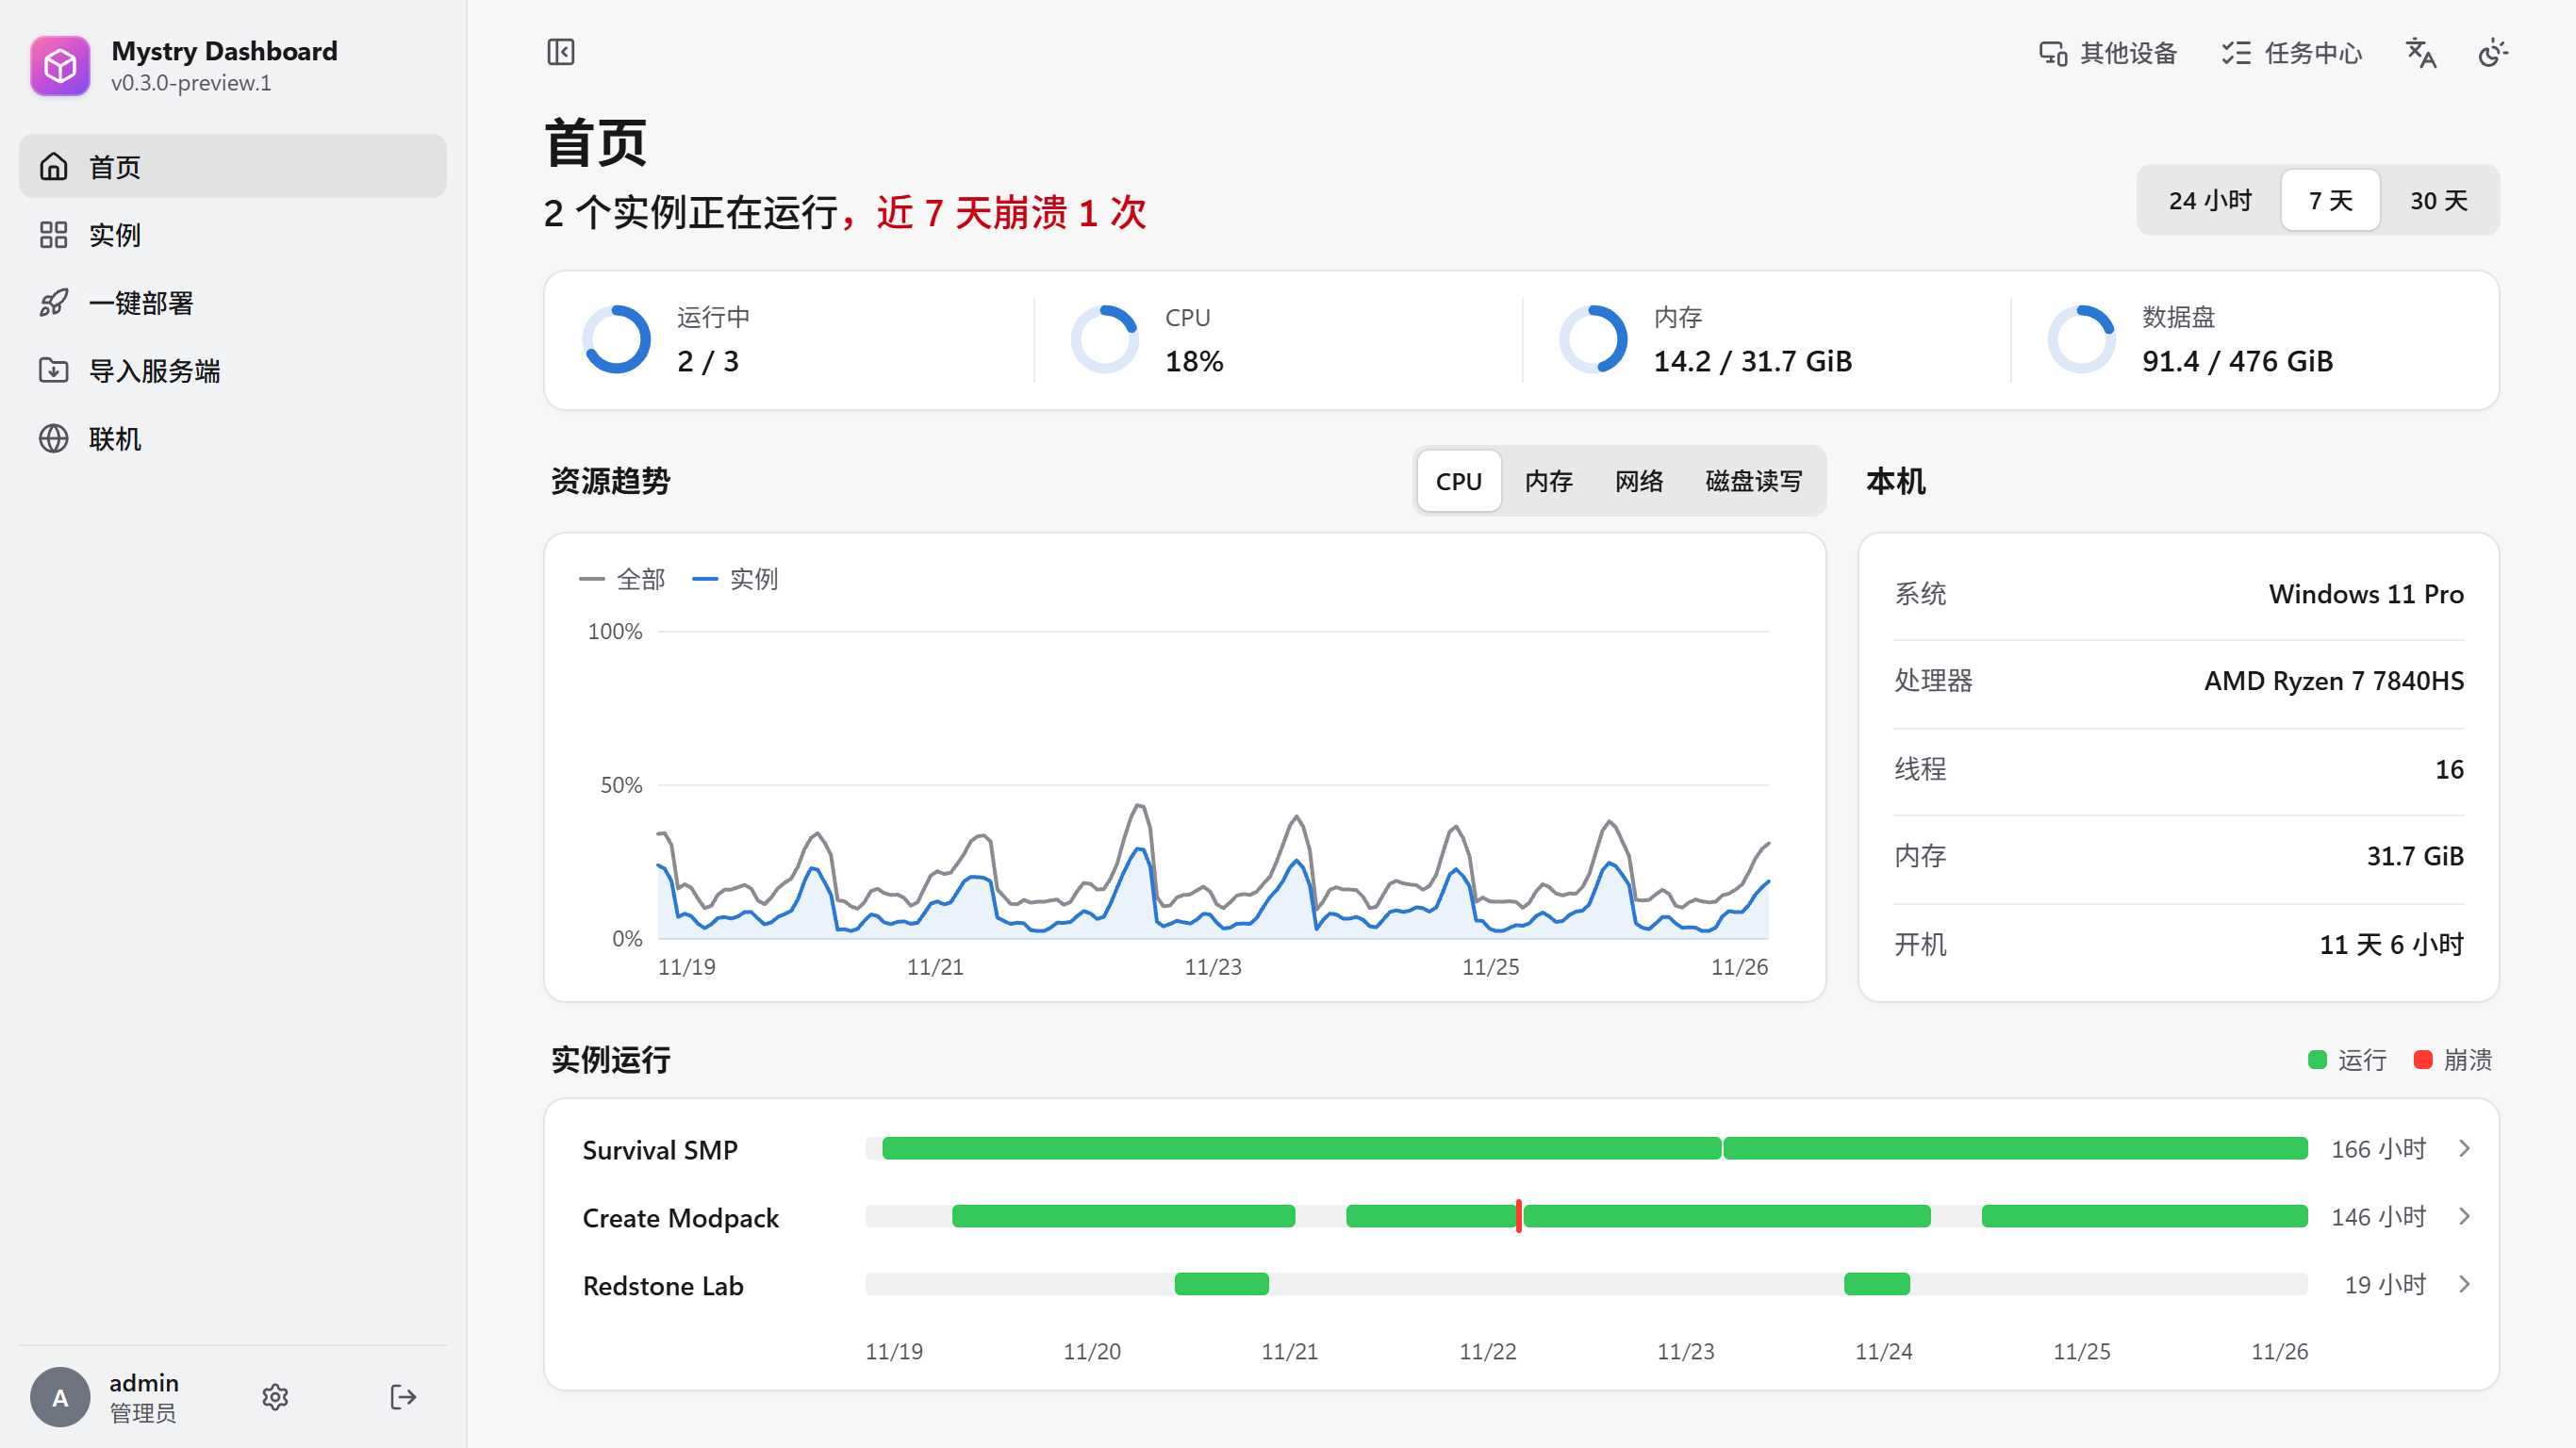 Mystry Dashboard
v0.3.0-preview.1
首页
实例
一键部署
导入服务端
联机
A
admin
管理员
其他设备
任务中心
首页
2 个实例正在运行，近 7 天崩溃 1 次
24 小时
7 天
30 天
运行中
2 / 3
CPU
18%
内存
14.2 / 31.7 GiB
数据盘
91.4 / 476 GiB
资源趋势
CPU
内存
网络
磁盘读写
全部
实例
100%
50%
0%
11/19
11/21
11/23
11/25
11/26
本机
系统
Windows 11 Pro
处理器
AMD Ryzen 7 7840HS
线程
16
内存
31.7 GiB
开机
11 天 6 小时
实例运行
运行
崩溃
Survival SMP
166 小时
Create Modpack
146 小时
Redstone Lab
19 小时
11/19
11/20
11/21
11/22
11/23
11/24
11/25
11/26